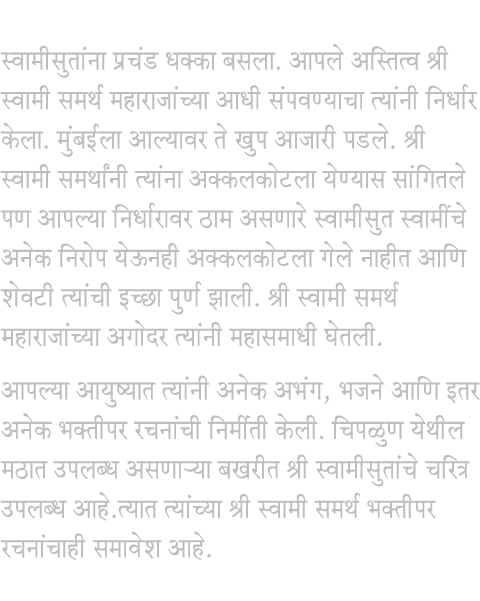 स्वामीसुतांना प्रचंड धक्का बसला. आपले अस्तित्व श्री
स्वामी समर्थ महाराजांच्या आधी संपवण्याचा त्यांनी निर्धार
केला. मुंबईला आल्यावर ते खुप आजारी पडले. श्री
स्वामी समर्थांनी त्यांना अक्कलकोटला येण्यास सांगितले
पण आपल्या निर्धारावर ठाम असणारे स्वामीसुत स्वामींचे
अनेक निरोप येऊनही अक्कलकोटला गेले नाहीत आणि
शेवटी त्यांची इच्छा पुर्ण झाली. श्री स्वामी समर्थ
महाराजांच्या अगोदर त्यांनी महासमाधी घेतली.
आपल्या आयुष्यात त्यांनी अनेक अभंग, भजने आणि इतर
अनेक भक्तीपर रचनांची निर्मीती केली. चिपळुण येथील
मठात उपलब्ध असणाऱ्या बखरीत श्री स्वामीसुतांचे चरित्र
उपलब्ध आहे.त्यात त्यांच्या श्री स्वामी समर्थ भक्तीपर
रचनांचाही समावेश आहे.